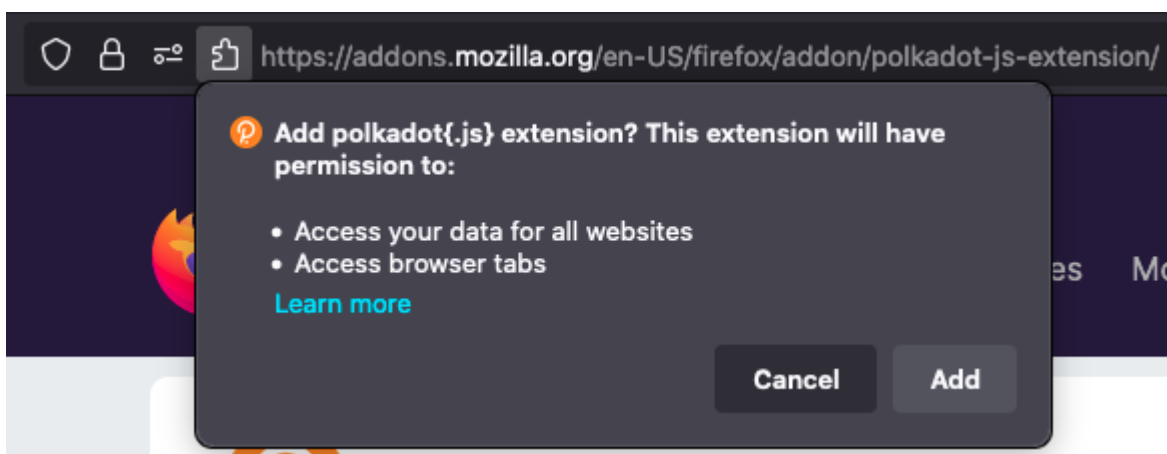 https://addons.mozilla.org/en-US/firefox/addon/polkadot-js-extension/
Add polkadot{.js} extension? This extension will have
permission to:
• Access your data for all websites
• Access browser tabs
Learn more
Cancel Add